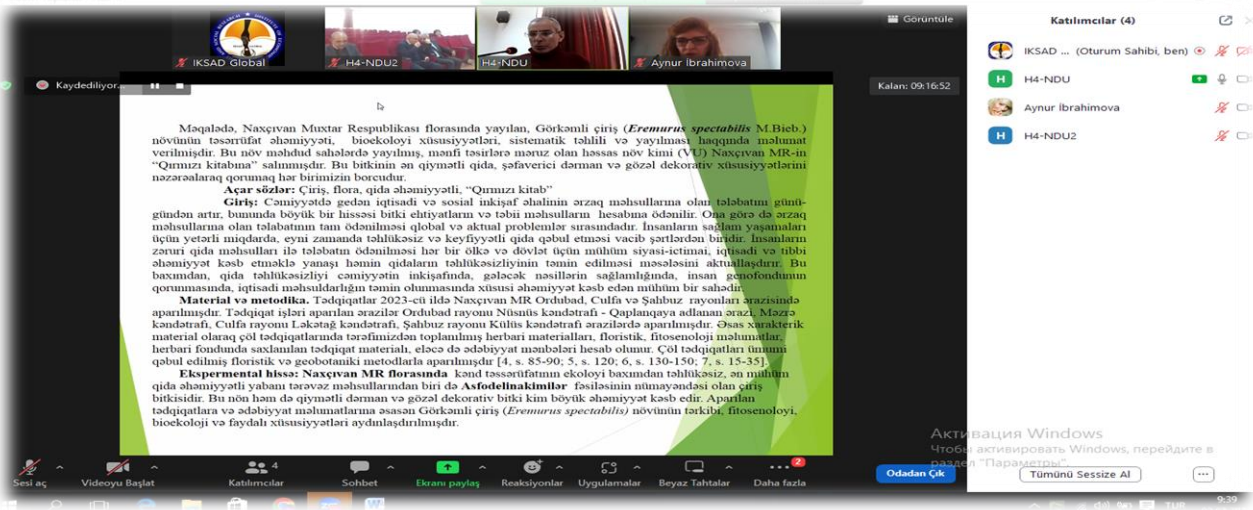 Görüntüle
IKSAD Global
H4-NDU2
H4-NDU
Aynur İbrahimova
Kaydediliyor...
Kalan: 09:16:52
Məqalədə, Naxçıvan Muxtar Respublikası florasında yayılan, Görkəmli çiriş (Eremurus spectabilis M.Bieb.)
növünün təsərrüfat əhəmiyyəti, bioekoloyi xüsusiyyətləri, sistematik təhlili və yayılması haqqında məlumat
verilmişdir. Bu növ məhdud sahələrdə yayılmış, mənfi təsirlərə məruz olan həssas növ kimi (VU) Naxçıvan MR-in
“Qırmızı kitabına” salınmışdır. Bu bitkinin ən qiymətli qida, şəfaverici dərman və gözəl dekorativ xüsusiyyətlərini
nəzərəalaraq qorumaq hər birimizin borcudur.
Açar sözlər: Çiriş, flora, qida əhəmiyyətli, “Qırmızı kitab”
Giriş: Cəmiyyətdə gedən iqtisadi və sosial inkişaf əhalinin ərzaq məhsullarına olan tələbatını günü-
gündən artır, bununda böyük bir hissəsi bitki ehtiyatların və təbii məhsulların hesabına ödənilir. Ona görə də ərzaq
məhsullarına olan təlabatının tam ödənilməsi qlobal və aktual problemlər sırasındadır. İnsanların sağlam yaşamaları
üçün yetərli miqdarda, eyni zamanda təhlükəsiz və keyfiyyətli qida qəbul etməsi vacib şərtlərdən biridir. İnsanların
zəruri qida məhsulları ilə tələbatın ödənilməsi hər bir ölkə və dövlət üçün mühüm siyasi-ictimai, iqtisadi və tibbi
əhəmiyyət kəsb etməklə yanaşı həmin qidaların təhlükəsizliyinin təmin edilməsi məsələsini aktuallaşdırır. Bu
baxımdan, qida təhlükəsizliyi cəmiyyətin inkişafında, gələcək nəsillərin sağlamlığında, insan genofondunun
qorunmasında, iqtisadi məhsuldarlığın təmin olunmasında xüsusi əhəmiyyət kəsb edən mühüm bir sahədir.
Material və metodika. Tədqiqatlar 2023-cü ildə Naxçıvan MR Ordubad, Culfa və Şahbuz rayonları ərazisində
aparılmışdır. Tədqiqat işləri aparılan ərazilər Ordubad rayonu Nüsnüs kəndətrafı - Qaplanqaya adlanan ərazi, Məzrə
kəndətrafı, Culfa rayonu Ləkətağ kəndətrafı, Şahbuz rayonu Külüs kəndətrafı ərazilərdə aparılmışdır. Əsas xarakterik
material olaraq çöl tədqiqatlarında tərəfimizdən toplanılmış herbari materialları, floristik, fitosenoloji məlumatlar,
herbari fondunda saxlanılan tədqiqat materialı, eləcə də ədəbiyyat mənbələri hesab olunur. Çöl tədqiqatları ümumi
qəbul edilmiş floristik və geobotaniki metodlarla aparılmışdır [4, s. 85-90; 5, s. 120; 6, s. 130-150; 7, s. 15-35].
Ekspermental hissə: Naxçıvan MR florasında kənd təssərüfatının ekoloyi baxımdan təhlükəsiz, ən mühüm
qida əhəmiyyətli yabanı tərəvəz məhsullarından biri də Asfodelinakimilər fəsiləsinin nümayəndəsi olan çiriş
bitkisidir. Bu nön həm də qiymətli dərman və gözəl dekorativ bitki kim böyük əhəmiyyət kəsb edir. Aparılan
tədqiqatlara və ədəbiyyat məlumatlarına əsasən Görkəmli çiriş (Eremurus spectabilis) növünün tərkibi, fitosenoloyi,
bioekoloji və faydalı xüsusiyyətləri aydınlaşdırılmışdır.
Katılımcılar (4)
IKSAD ... (Oturum Sahibi, ben)
H H4-NDU
Aynur İbrahimova
H H4-NDU2
Активация Windows
Чтобы активировать Windows, перейдите в
раздел "Параметры".
Sesi aç
Videoyu Başlat
4
Katılımcılar
Sohbet
Ekranı paylaş
Reaksiyonlar
Uygulamalar
Beyaz Tahtalar
2
Daha fazla
Odadan Çık
Tümünü Sessize Al
TUR
9:39